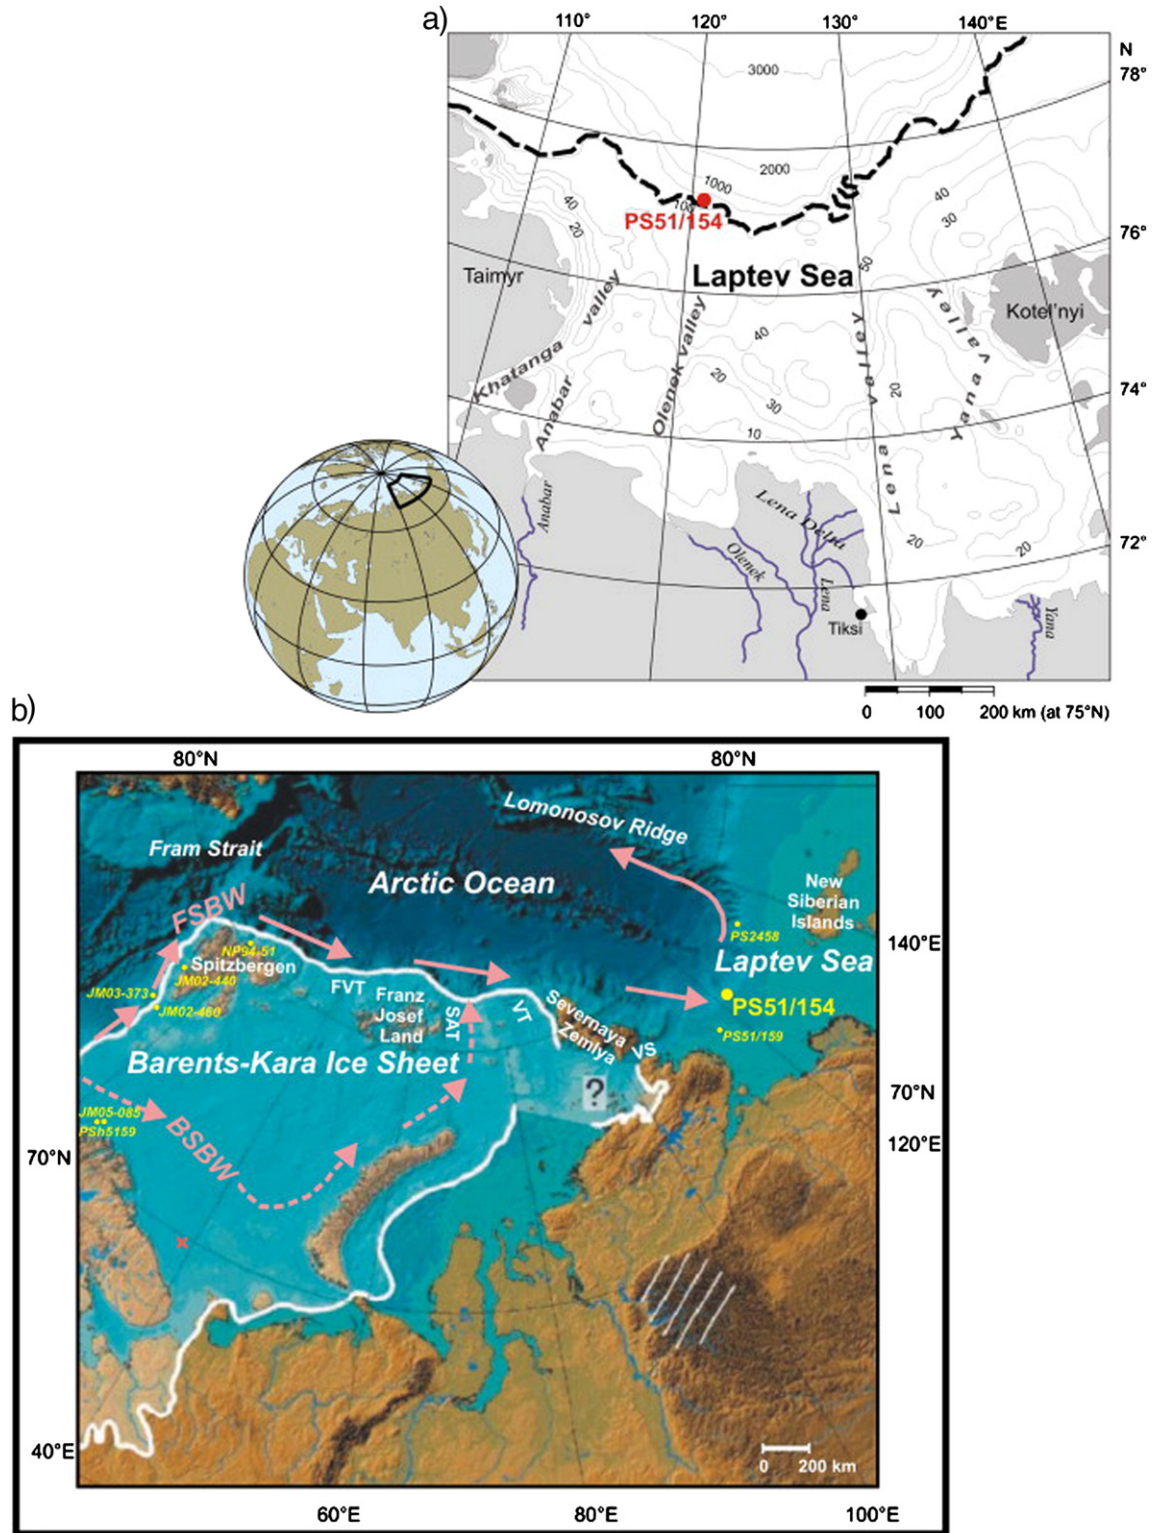 a)
110°
120°
130°
140°E
N
78°
3000
2000
1000
100
PS51/154
76°
40
20
40
30
50
Taimyr
Laptev Sea
Kotel'nyi
Khatanga valley
Anabar
Olenek valley
Lena valley
Yana valley
40
20
30
20
10
74°
Anabar
Olenek
Lena Delta
Lena
20
20
72°
Tiksi
Yana
0 100 200 km (at 75°N)
b)
80°N
80°N
Lomonosov Ridge
Fram Strait
Arctic Ocean
New
Siberian
Islands
FSBW
PS2458
140°E
NP94-51
Spitzbergen
Laptev Sea
JM02-440
FVT
JM03-373
Franz
Josef
Land
SAT
VT
Severnaya
Zemlya
VS
PS51/154
JM02-460
PS51/159
Barents-Kara Ice Sheet
?
70°N
JM05-085
PSh5159
BSBW
120°E
70°N
40°E
0 200 km
60°E
80°E
100°E